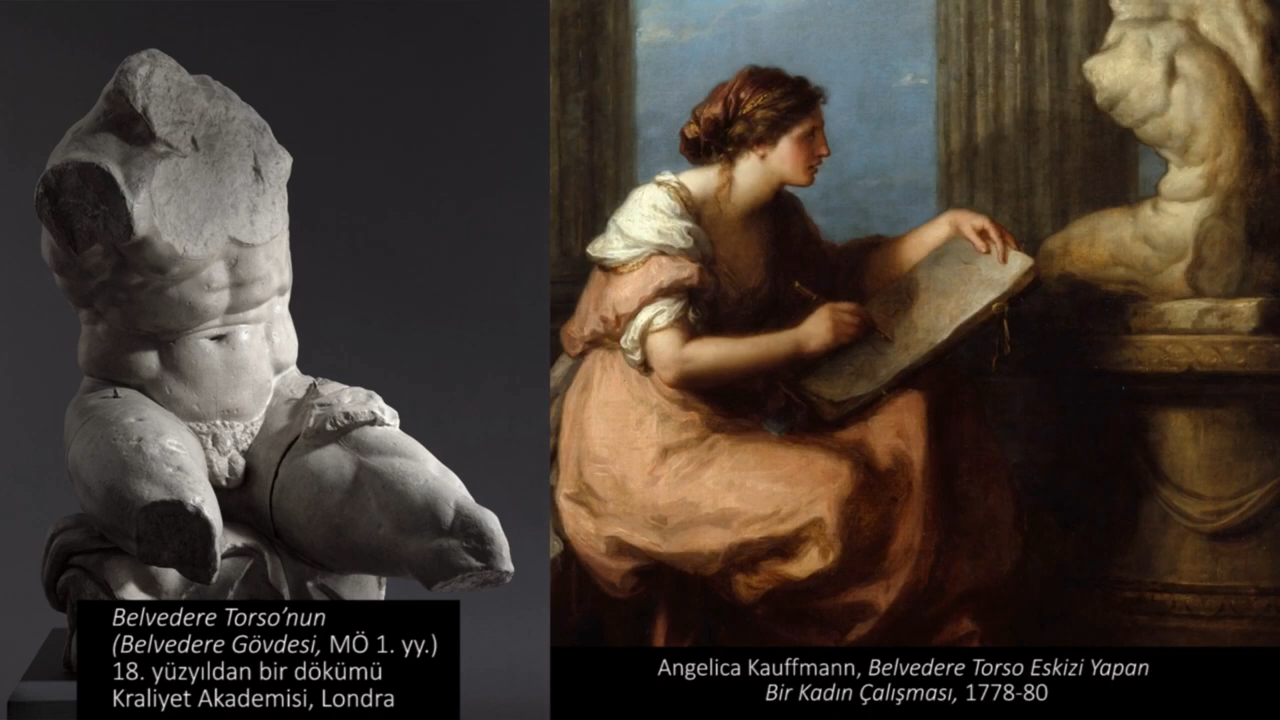 Belvedere Torso’nun
(Belvedere Gövdesi, MÖ 1. yy.)
18. yüzyıldan bir dökümü
Kraliyet Akademisi, Londra
Angelica Kauffmann, Belvedere Torso Eskizi Yapan
Bir Kadın Çalışması, 1778-80